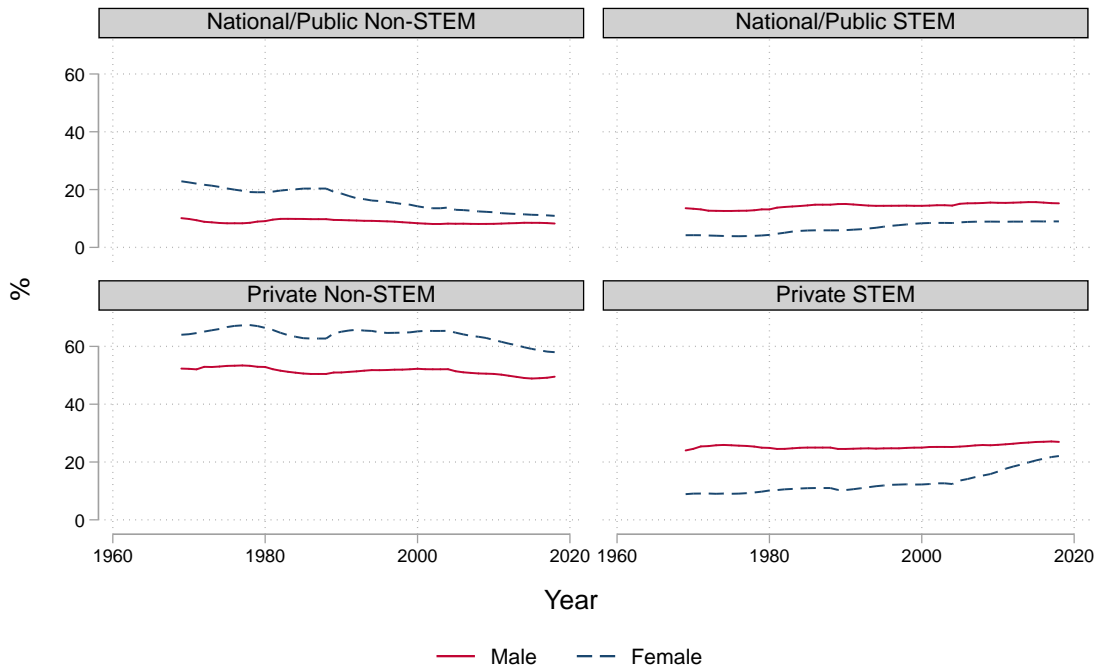 National/Public Non-STEM
National/Public STEM
60
40
20
0
%
Private Non-STEM
Private STEM
60
40
20
0
1960
1980
2000
2020
1960
1980
2000
2020
Year
Male
Female